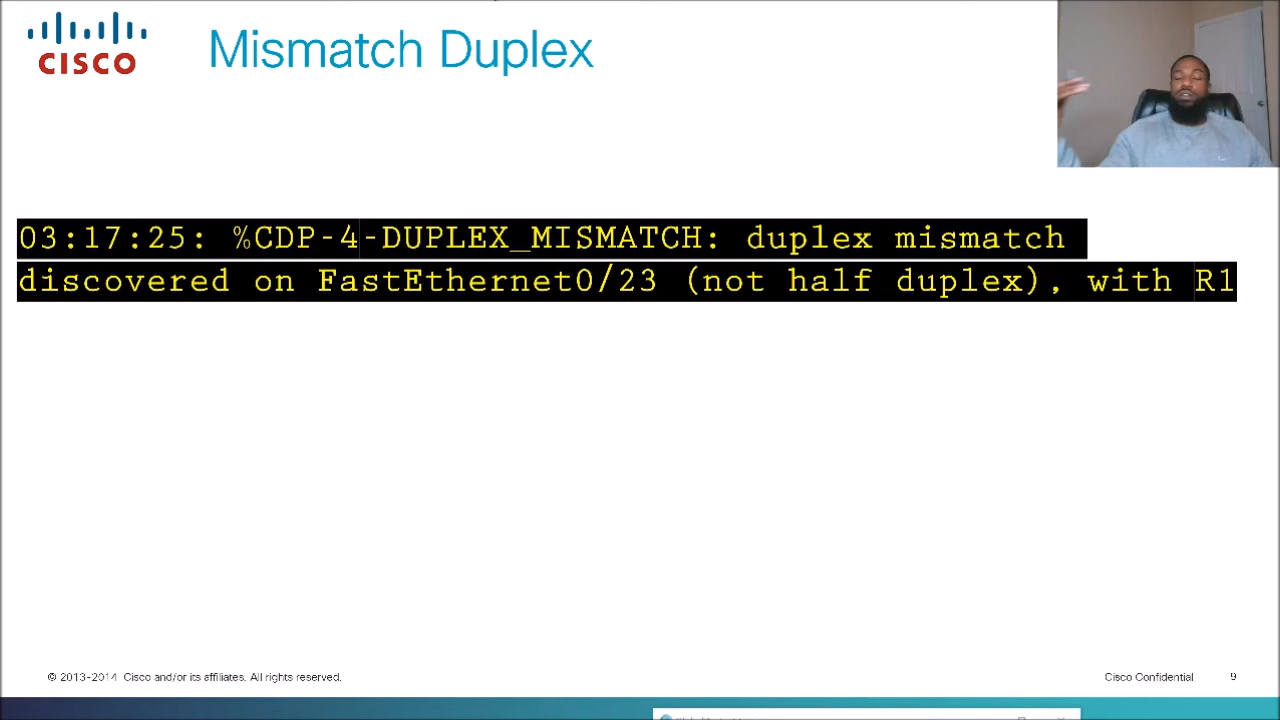 CISCO
Mismatch Duplex
03:17:25: %CDP-4-DUPLEX_MISMATCH: duplex mismatch
discovered on FastEthernet0/23 (not half duplex), with R1
© 2013-2014 Cisco and/or its affiliates. All rights reserved.
Cisco Confidential
9